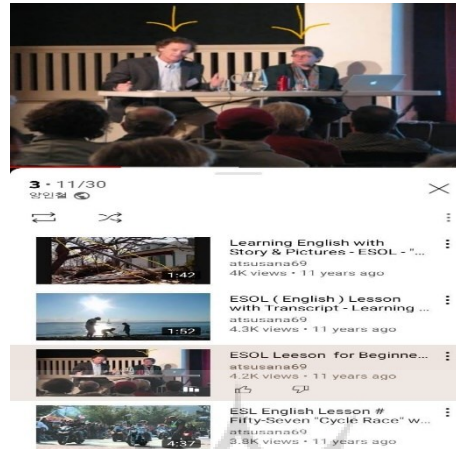 3 • 11/30
양인철
Learning English with
Story & Pictures - ESOL - "...
atsusana69
4K views • 11 years ago
1:42
ESOL ( English ) Lesson
with Transcript - Learning ...
atsusana69
4.3K views • 11 years ago
1:52
ESOL Leeson for Beginne...
atsusana69
4.2K views • 11 years ago
ESL English Lesson #
Fifty-Seven "Cycle Race" w...
atsusana69
3.8K views • 11 years ago
4:37